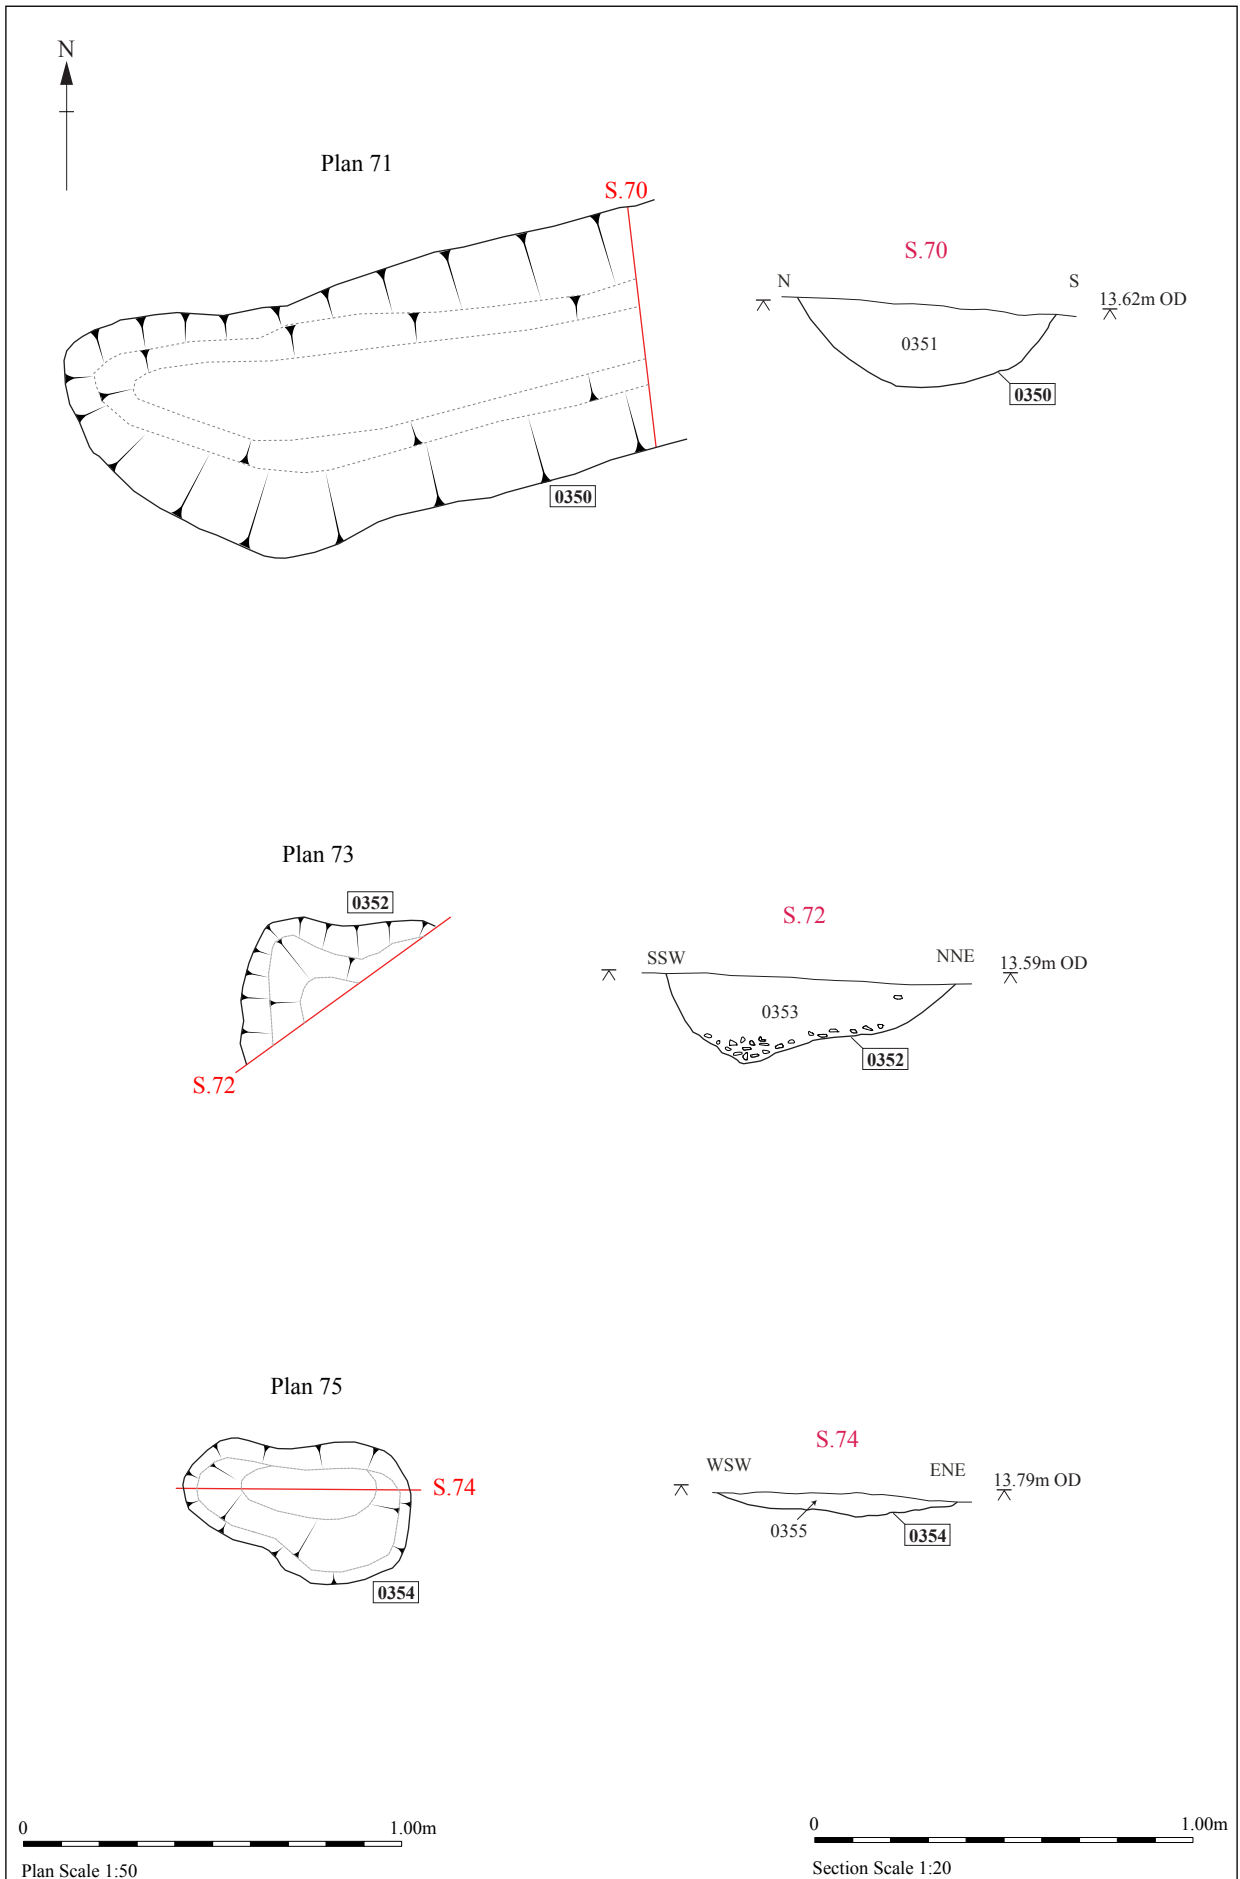 N
Plan 71
S.70
0350
S.70
N S
13.62m OD
0351
0350
Plan 73
0352
S.72
S.72
SSW NNE
13.59m OD
0353
0352
Plan 75
S.74
0354
S.74
WSW ENE
13.79m OD
0355
0354
0 1.00m
Plan Scale 1:50
0 1.00m
Section Scale 1:20